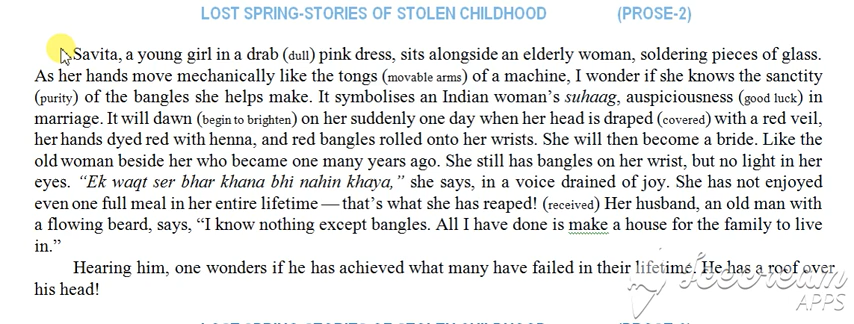 LOST SPRING-STORIES OF STOLEN CHILDHOOD (PROSE-2)
Savita, a young girl in a drab (dull) pink dress, sits alongside an elderly woman, soldering pieces of glass.
As her hands move mechanically like the tongs (movable arms) of a machine, I wonder if she knows the sanctity
(purity) of the bangles she helps make. It symbolises an Indian woman’s suhaag, auspiciousness (good luck) in
marriage. It will dawn (begin to brighten) on her suddenly one day when her head is draped (covered) with a red veil,
her hands dyed red with henna, and red bangles rolled onto her wrists. She will then become a bride. Like the
old woman beside her who became one many years ago. She still has bangles on her wrist, but no light in her
eyes. “Ek waqt ser bhar khana bhi nahin khaya,” she says, in a voice drained of joy. She has not enjoyed
even one full meal in her entire lifetime — that’s what she has reaped! (received) Her husband, an old man with
a flowing beard, says, “I know nothing except bangles. All I have done is make a house for the family to live
in.”
Hearing him, one wonders if he has achieved what many have failed in their lifetime. He has a roof over
his head!
Icecream
APPS